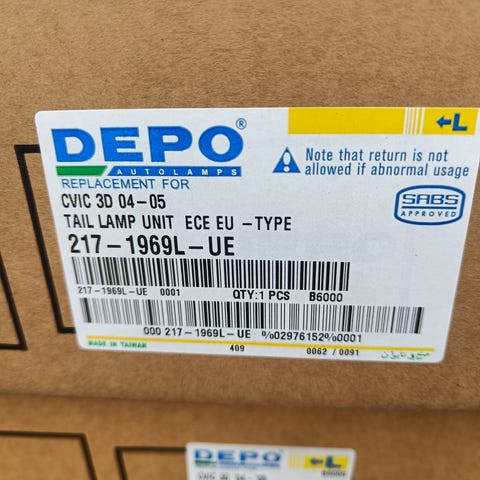 DEPO®
AUTOLAMPS
←L
Note that return is not
allowed if abnormal usage
REPLACEMENT FOR
CVIC 3D 04-05
TAIL LAMP UNIT ECE EU -TYPE
217-1969L-UE
SABS
APPROVED
217-1969L-UE 0001 QTY:1 PCS B6000
000 217-1969L-UE %02976152%0001
MADE IN TAIWAN 409 0062 / 0091
DEPO
←L